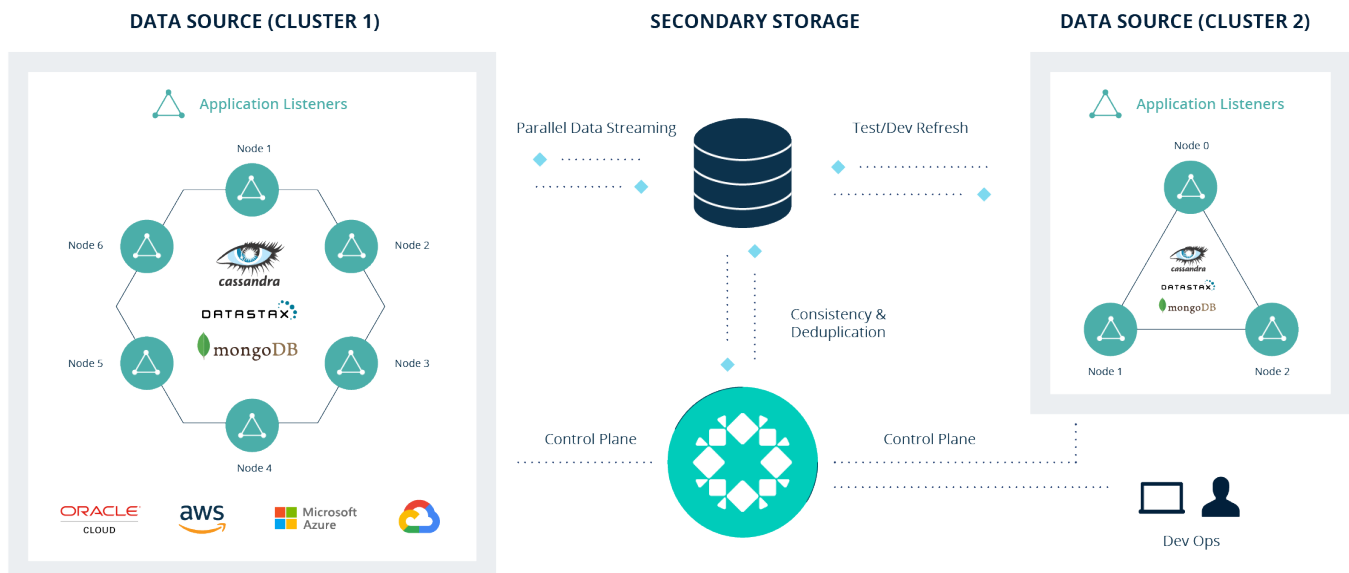 DATA SOURCE (CLUSTER 1)
SECONDARY STORAGE
DATA SOURCE (CLUSTER 2)
Application Listeners
Node 1
Node 6
Node 2
cassandra
DATASTAX
mongoDB
Node 5
Node 3
Node 4
ORACLE
CLOUD
aws
Microsoft
Azure
Parallel Data Streaming
Test/Dev Refresh
Consistency &
Deduplication
Control Plane
Control Plane
Application Listeners
Node 0
cassandra
DATASTAX
mongoDB
Node 1
Node 2
Dev Ops